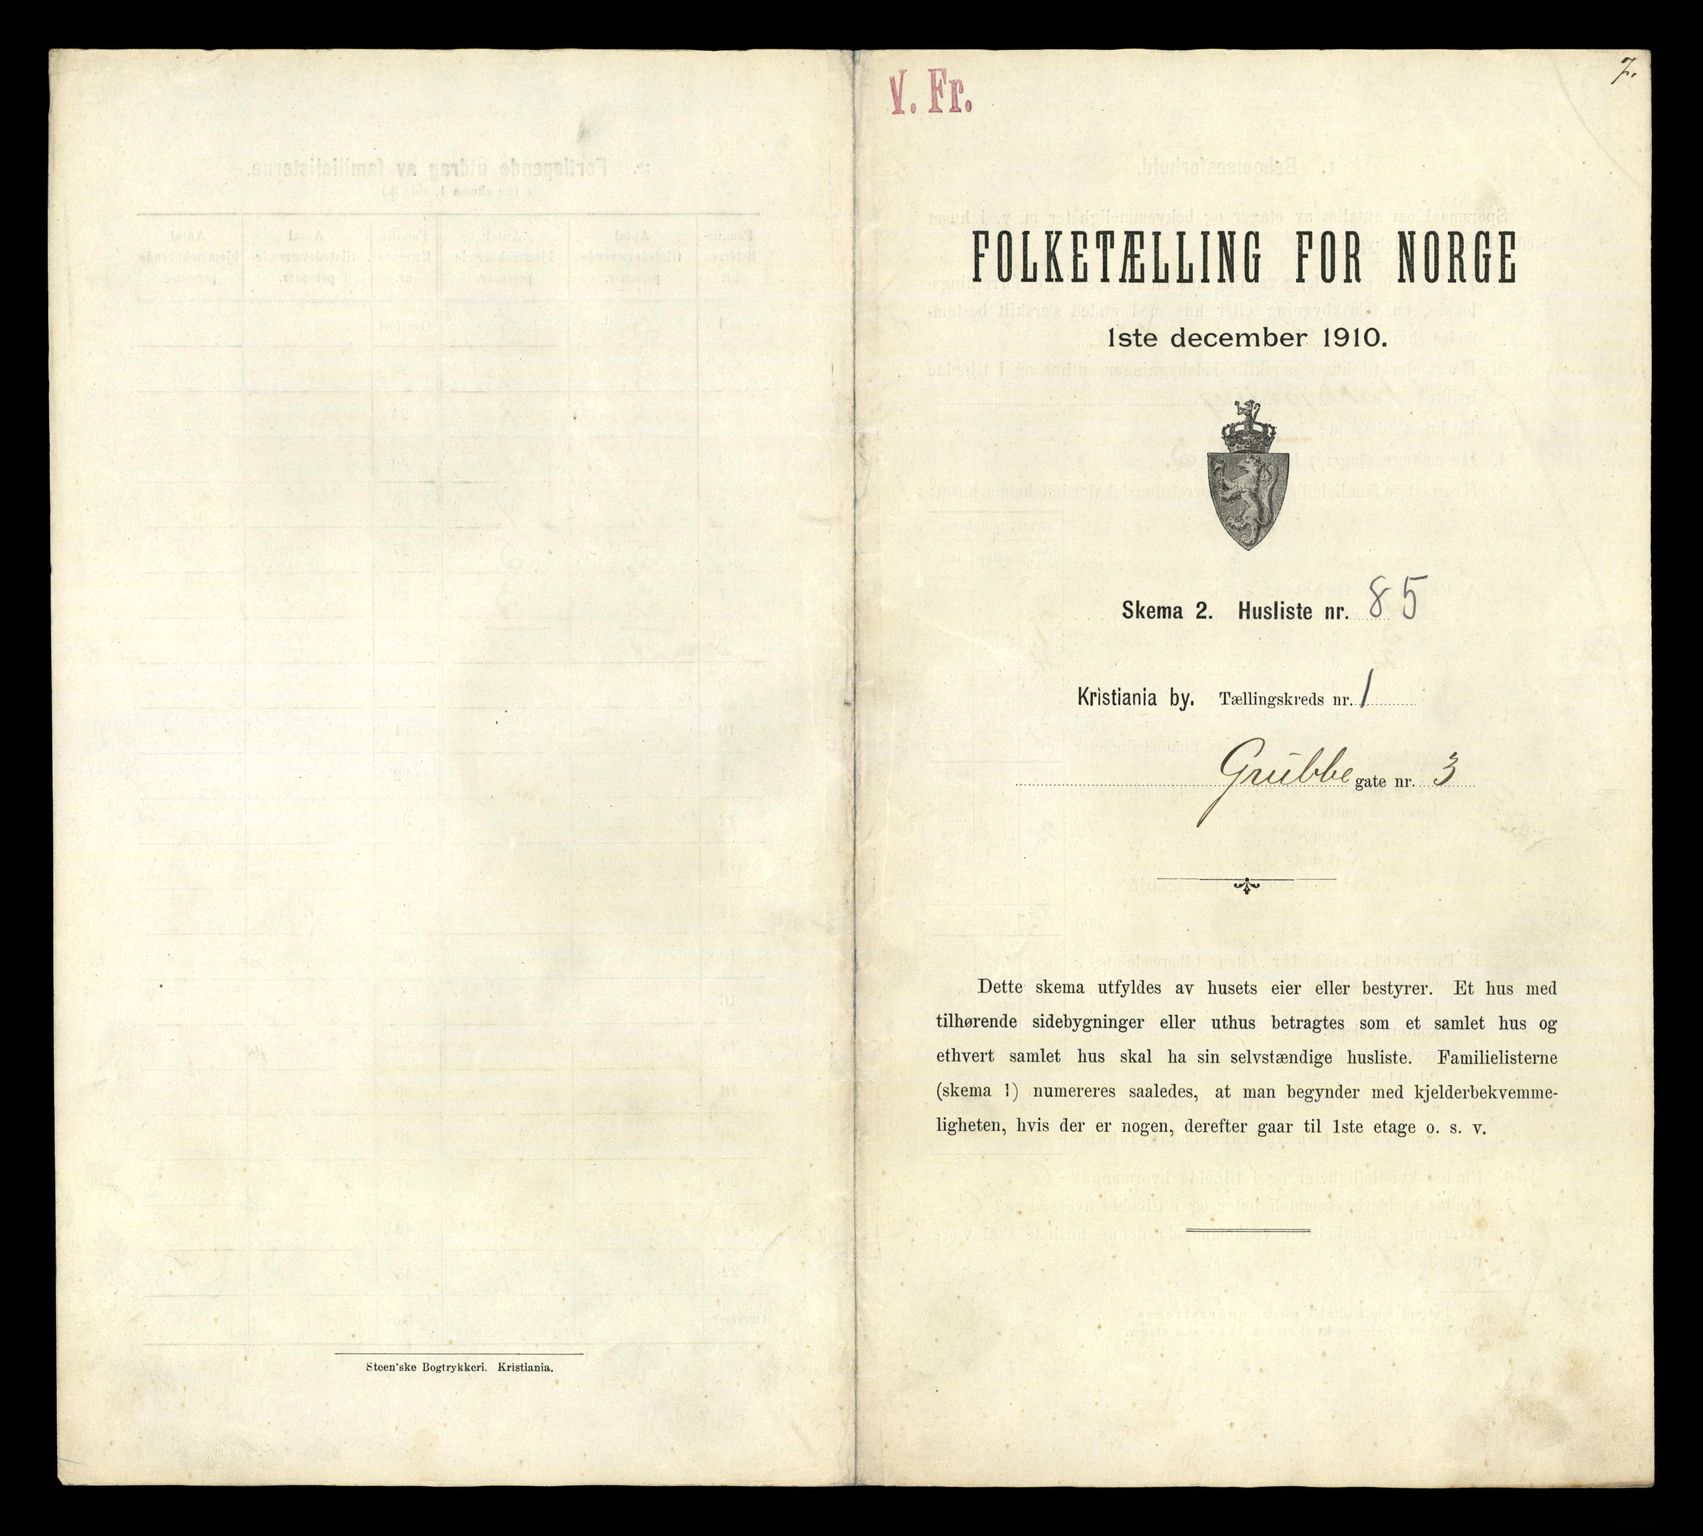 Steen'ske Bogtrykkeri. Kristiania.
V. Fr.
7.
FOLKETÆLLING FOR NORGE
1ste december 1910.
Skema 2. Husliste nr. 85
Kristiania by. Tællingskreds nr. 1
Grubbe gate nr. 3
Dette skema utfyldes av husets eier eller bestyrer. Et hus med
tilhørende sidebygninger eller uthus betragtes som et samlet hus og
ethvert samlet hus skal ha sin selvstændige husliste. Familielisterne
(skema 1) numereres saaledes, at man begynder med kjelderbekvemme-
ligheten, hvis der er nogen, derefter gaar til 1ste etage o. s. v.